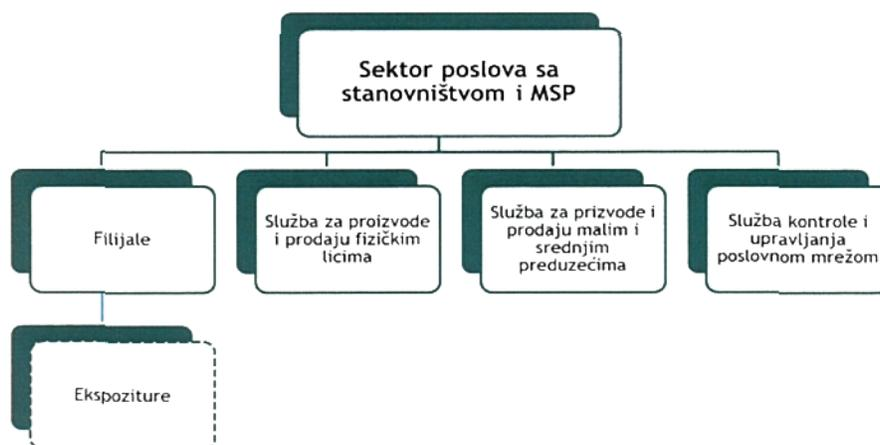 Sektor poslova sa
stanovništvom i MSP
Filijale
Služba za proizvode
i prodaju fizičkim
licima
Služba za prizvode i
prodaju malim i
srednjim
preduzećima
Služba kontrole i
upravljanja
poslovnom mrežom
Ekspoziture